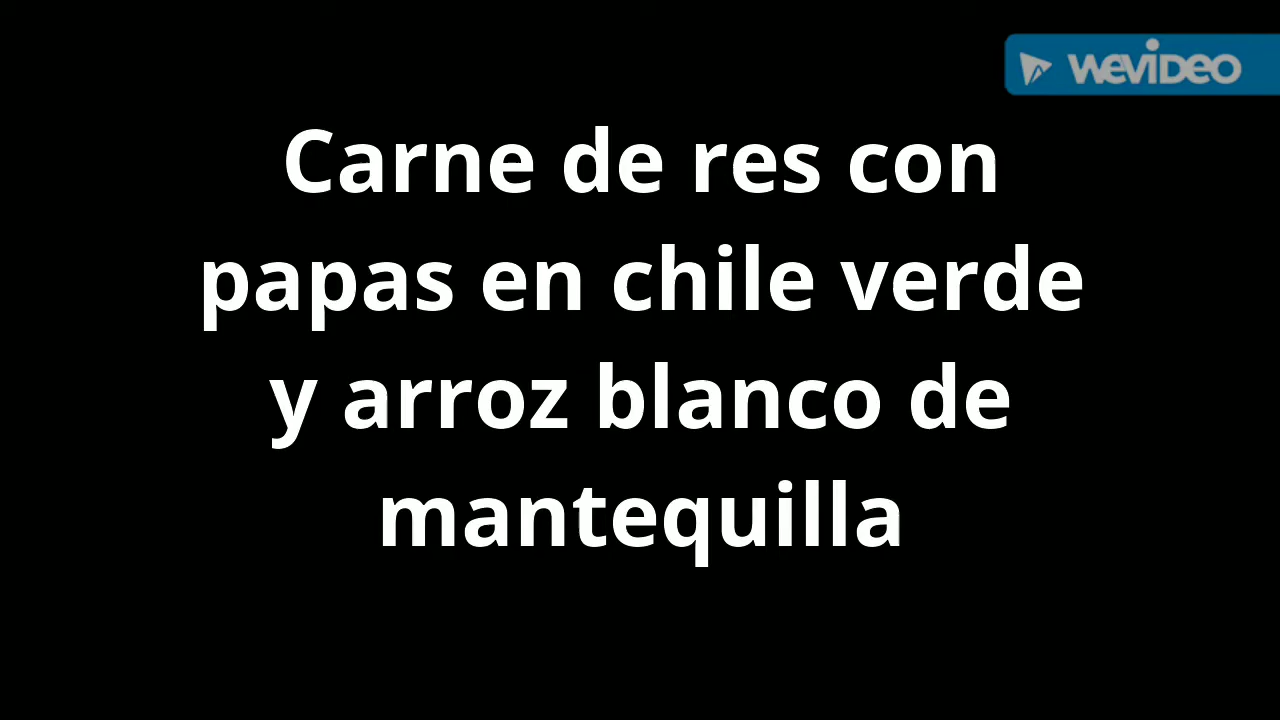 WEVIDEO
Carne de res con
papas en chile verde
y arroz blanco de
mantequilla